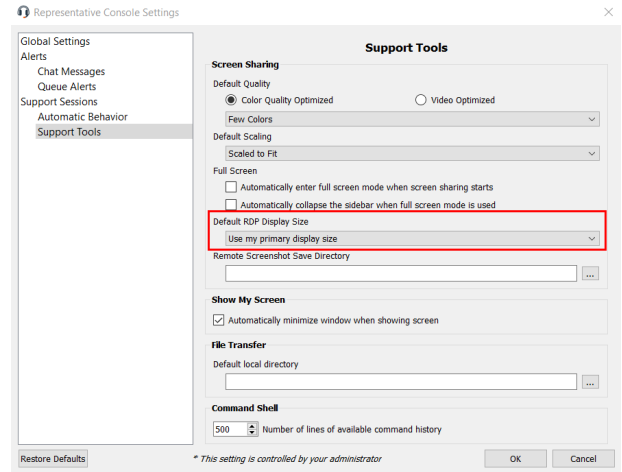 Representative Console Settings
Global Settings
Alerts
Chat Messages
Queue Alerts
Support Sessions
Automatic Behavior
Support Tools
Support Tools
Screen Sharing
Default Quality
Color Quality Optimized
Video Optimized
Few Colors
Default Scaling
Scaled to Fit
Full Screen
Automatically enter full screen mode when screen sharing starts
Automatically collapse the sidebar when full screen mode is used
Default RDP Display Size
Use my primary display size
Remote Screenshot Save Directory
...
Show My Screen
Automatically minimize window when showing screen
File Transfer
Default local directory
...
Command Shell
500 Number of lines of available command history
Restore Defaults
* This setting is controlled by your administrator
OK
Cancel